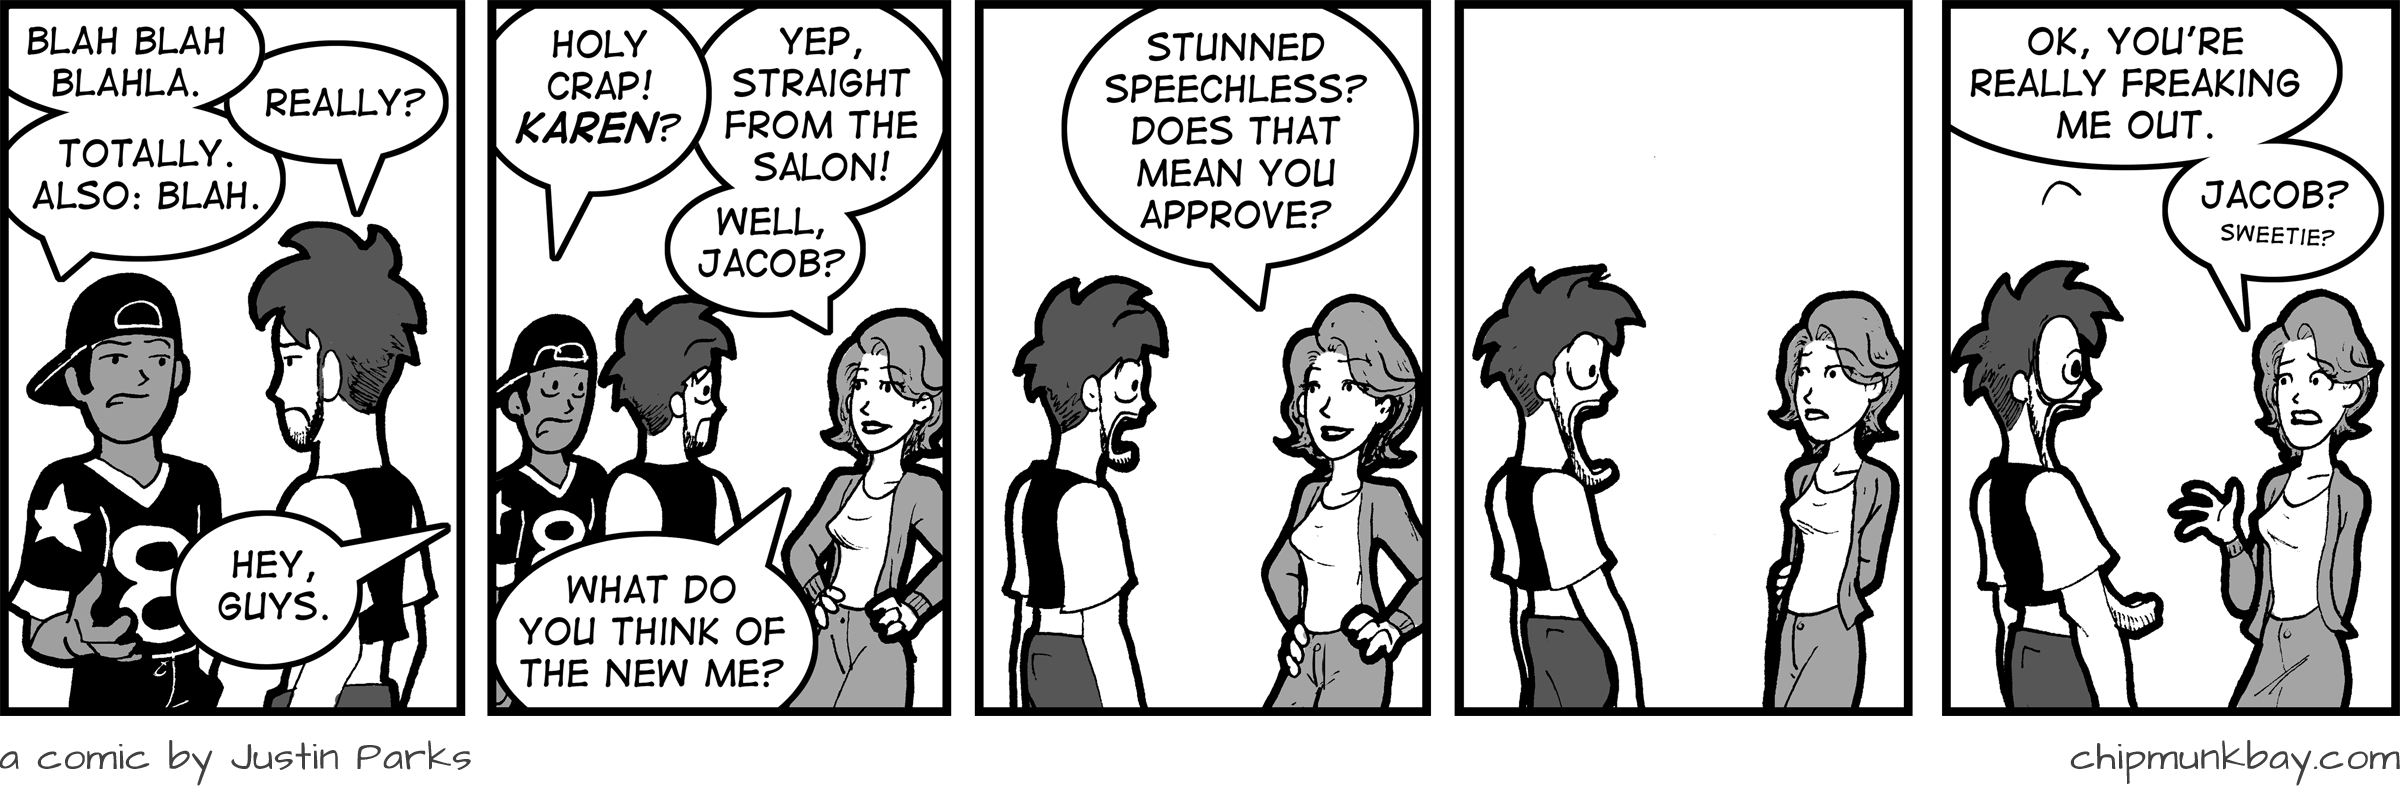 BLAH BLAH
BLAHLA.
REALLY?
TOTALLY.
ALSO: BLAH.
HEY,
GUYS.
HOLY
CRAP!
KAREN?
YEP,
STRAIGHT
FROM THE
SALON!
WELL,
JACOB?
WHAT DO
YOU THINK OF
THE NEW ME?
STUNNED
SPEECHLESS?
DOES THAT
MEAN YOU
APPROVE?
OK, YOU'RE
REALLY FREAKING
ME OUT.
JACOB?
SWEETIE?
a comic by Justin Parks
chipmunkbay.com